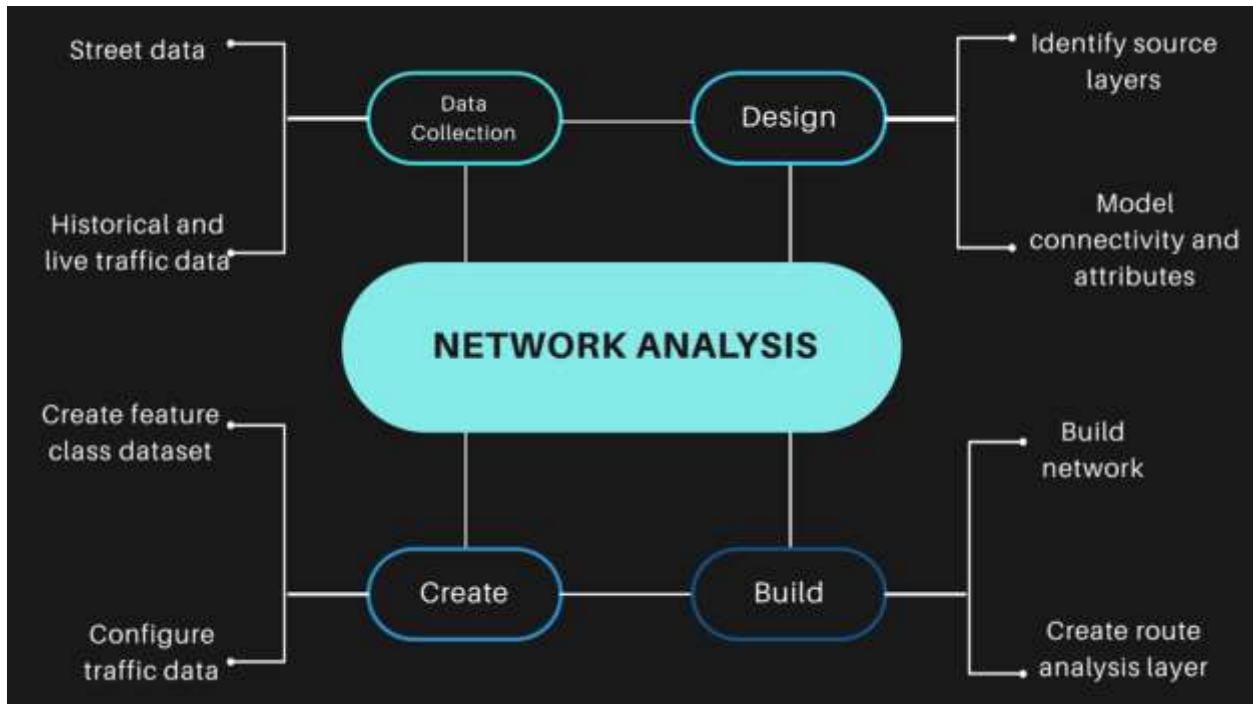 Street data
Data
Collection
Design
Identify source
layers
Historical and
live traffic data
Model
connectivity and
attributes
NETWORK ANALYSIS
Create feature
class dataset
Build
network
Create
Build
Configure
traffic data
Create route
analysis layer